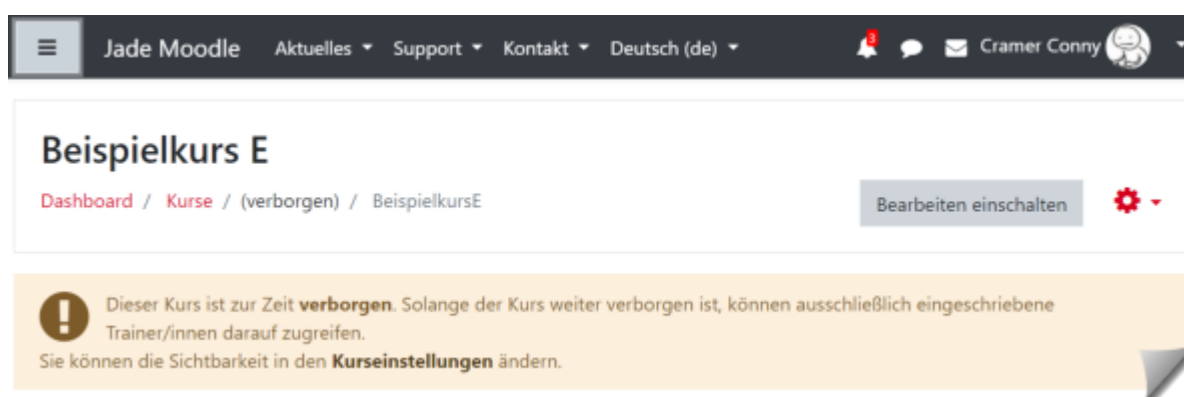 Jade Moodle Aktuelles Support Kontakt Deutsch (de) 3 Cramer Conny
Beispielkurs E
Dashboard / Kurse / (verborgen) / BeispielkursE
Bearbeiten einschalten
Dieser Kurs ist zur Zeit verborgen. Solange der Kurs weiter verborgen ist, können ausschließlich eingeschriebene
Trainer/innen darauf zugreifen.
Sie können die Sichtbarkeit in den Kurseinstellungen ändern.